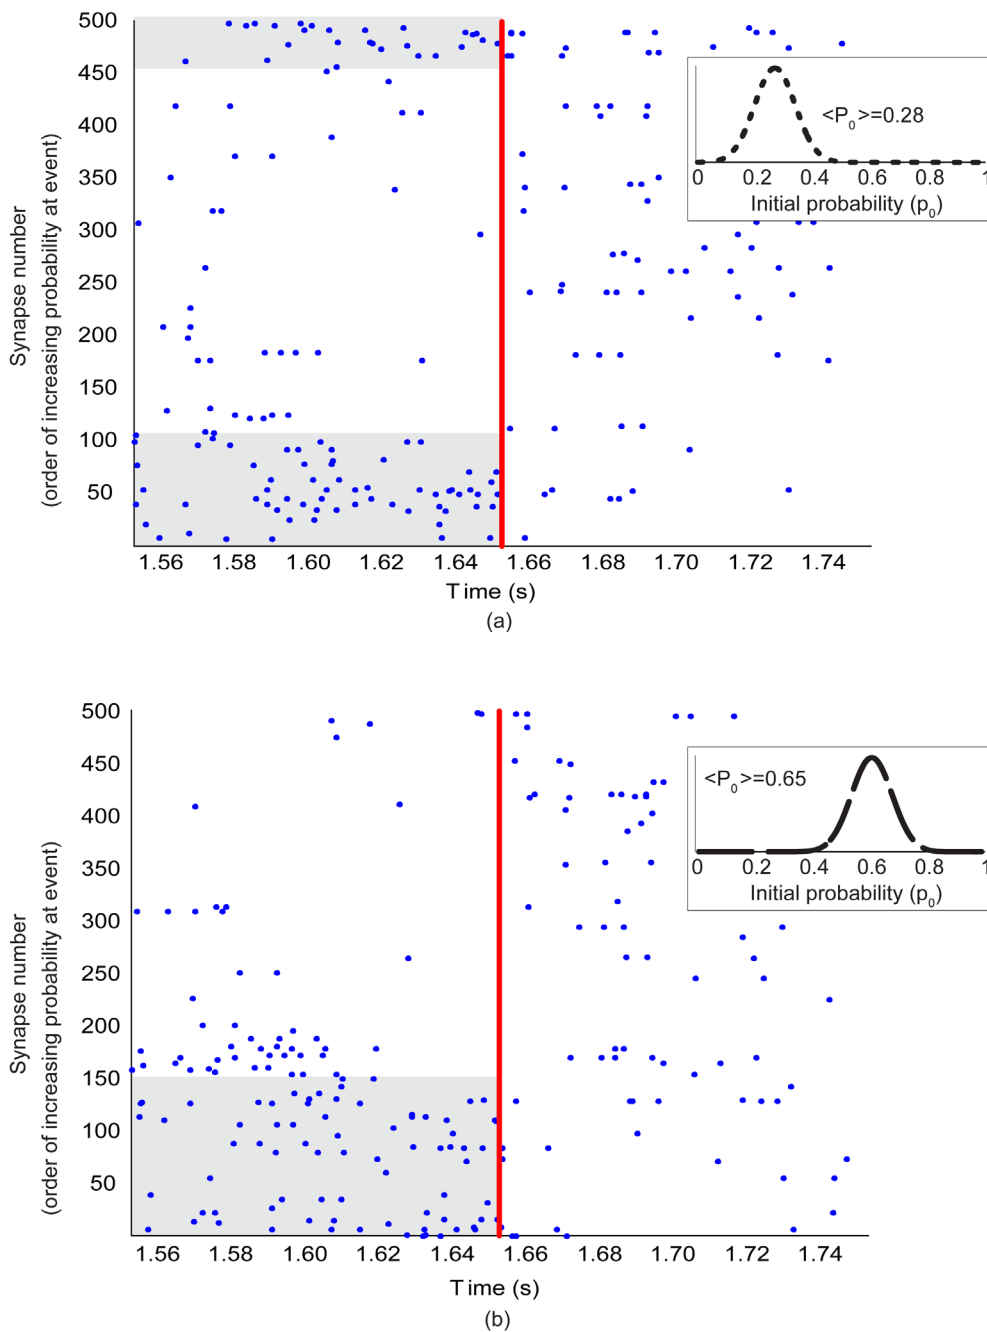 500
450
400
350
300
250
200
150
100
50
Synapse number
(order of increasing probability at event)
<P0>=0.28
0 0.2 0.4 0.6 0.8 1
Initial probability (p0)
1.56 1.58 1.60 1.62 1.64 1.66 1.68 1.70 1.72 1.74
Time (s)
(a)
500
450
400
350
300
250
200
150
100
50
Synapse number
(order of increasing probability at event)
<P0>=0.65
0 0.2 0.4 0.6 0.8 1
Initial probability (p0)
1.56 1.58 1.60 1.62 1.64 1.66 1.68 1.70 1.72 1.74
Time (s)
(b)